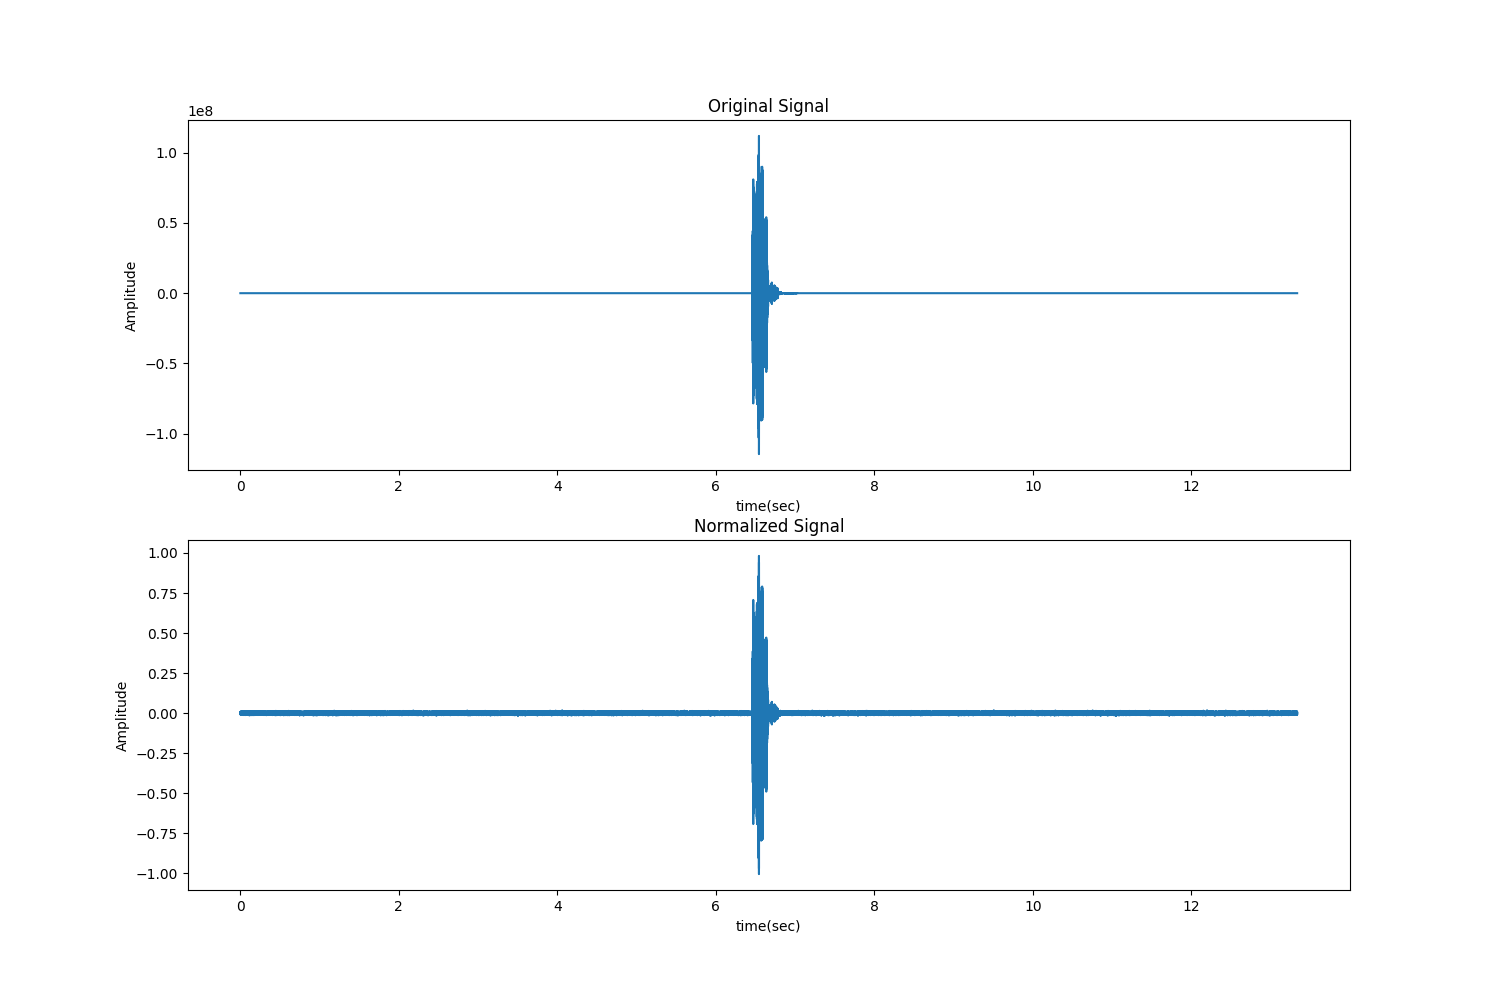 Original Signal
1e8
1.0
0.5
0.0
−0.5
−1.0
Amplitude
0 2 4 6 8 10 12
time(sec)
Normalized Signal
1.00
0.75
0.50
0.25
0.00
−0.25
−0.50
−0.75
−1.00
Amplitude
0 2 4 6 8 10 12
time(sec)